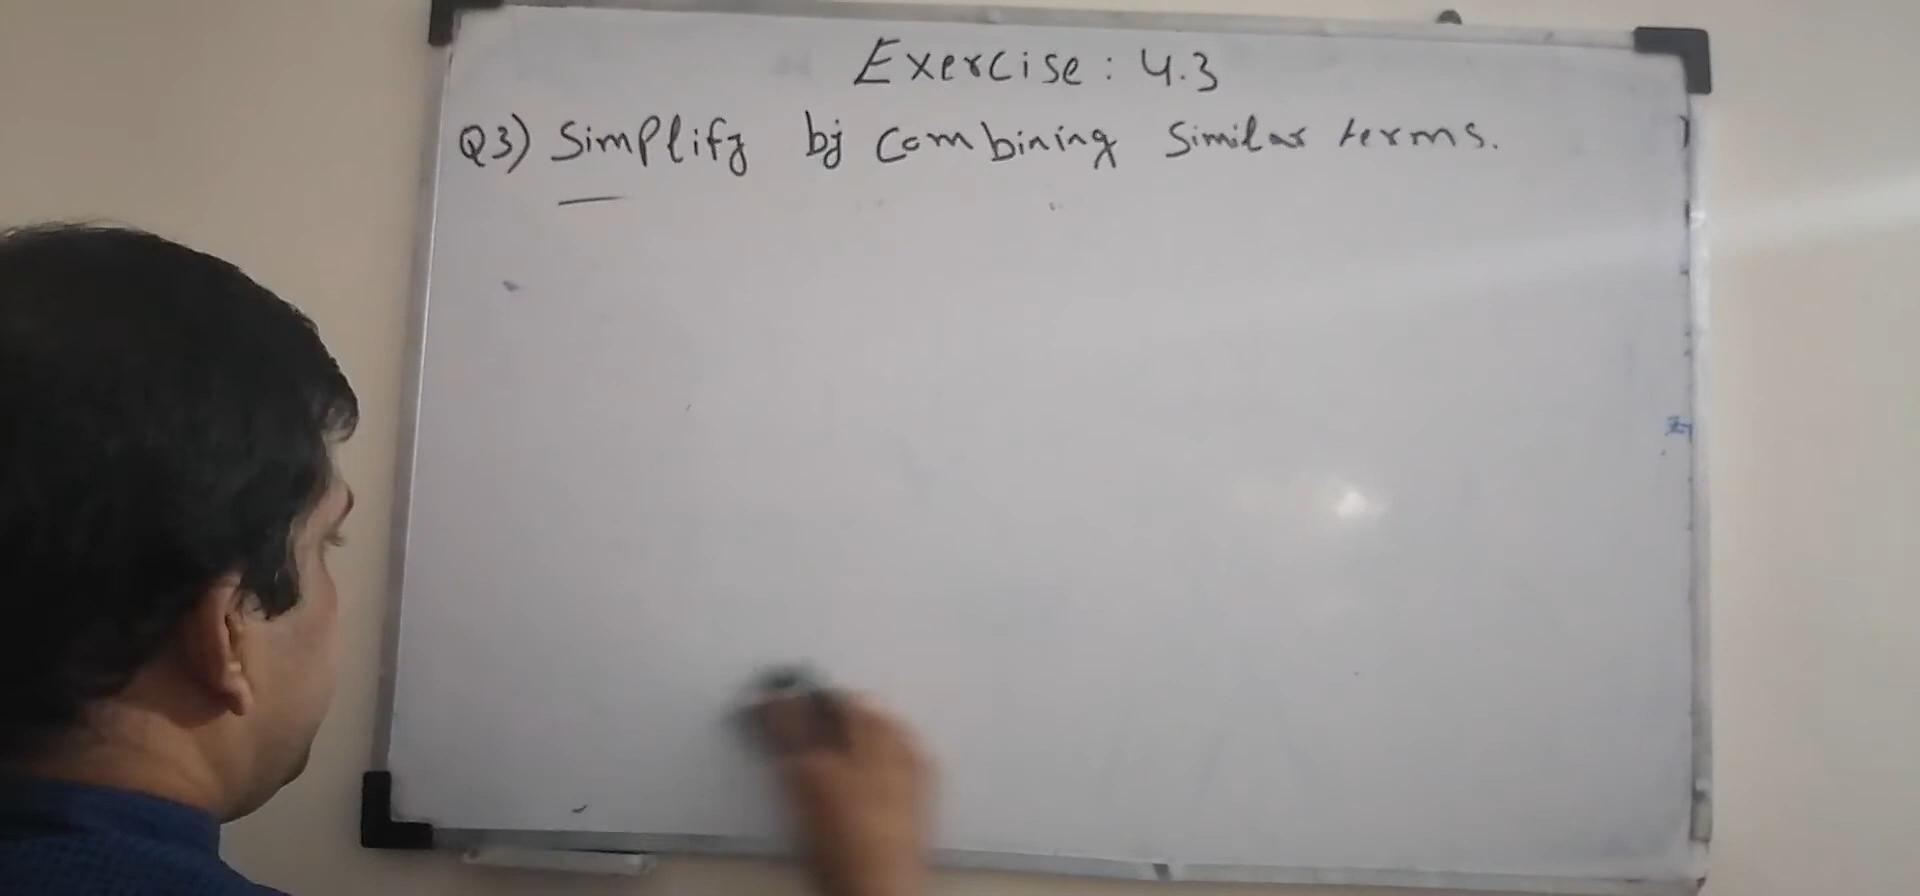 Exercise : 4.3
Q3) Simplify by Combining Similar terms.